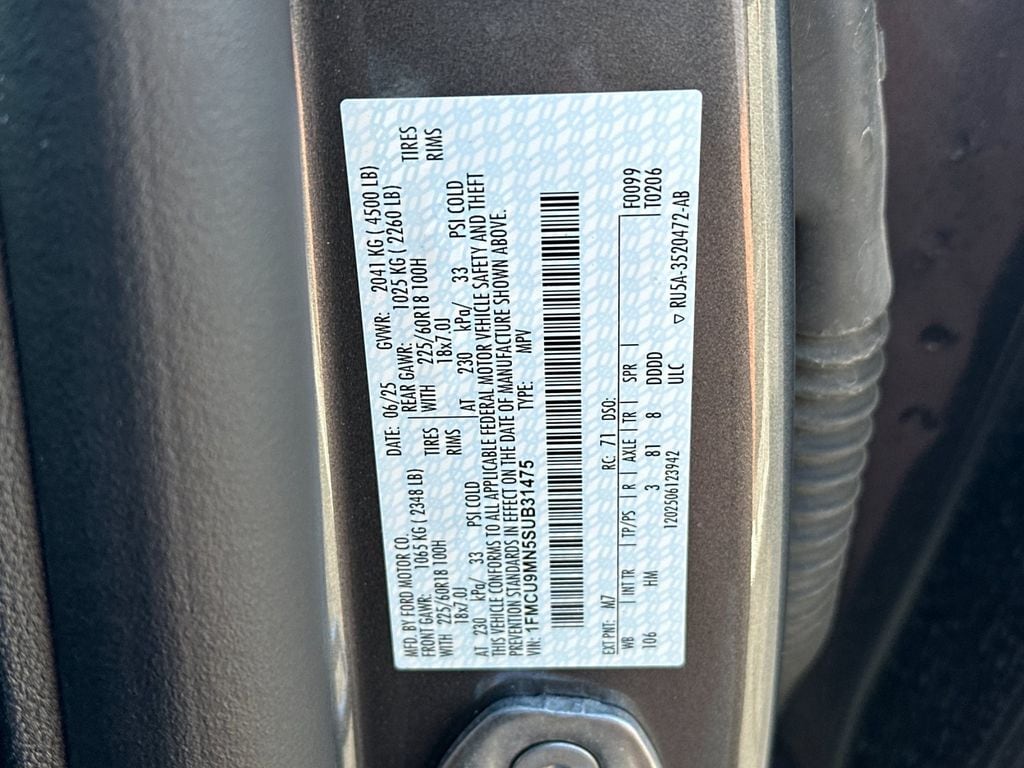 MFD. BY FORD MOTOR CO. DATE: 06/25 GVWR: 2041 KG ( 4500 LB)
FRONT GAWR: 1065 KG ( 2348 LB) REAR GAWR: 1025 KG ( 2260 LB)
WITH 225/60R18 100H TIRES WITH 225/60R18 100H TIRES
18x7.0J RIMS 18x7.0J RIMS
AT 230 kPa/ 33 PSI COLD AT 230 kPa/ 33 PSI COLD
THIS VEHICLE CONFORMS TO ALL APPLICABLE FEDERAL MOTOR VEHICLE SAFETY AND THEFT
PREVENTION STANDARDS IN EFFECT ON THE DATE OF MANUFACTURE SHOWN ABOVE.
VIN: 1FMCU9MN5SUB31475 TYPE: MPV
EXT PNT: M7 RC: 71 DSO: F0099
WB | INT TR | TP/PS | R | AXLE | TR | SPR | T0206
106 HM 3 81 8 DDDD
1202506123942 ULC ▽ RU5A-3520472-AB